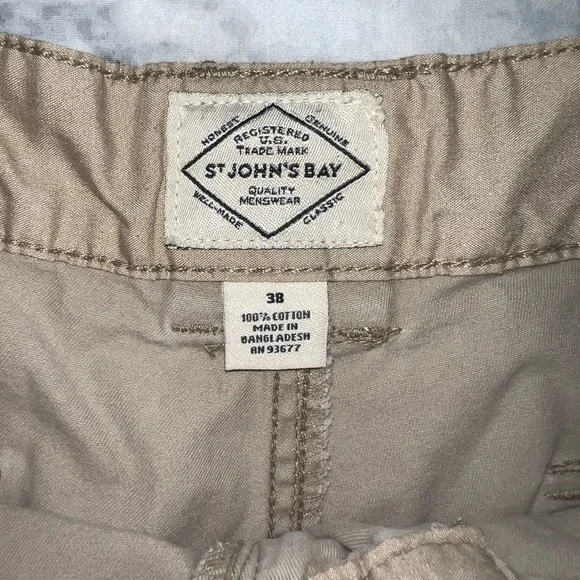 HONEST
GENUINE
REGISTERED
U.S.
TRADE MARK
ST JOHN'S BAY
QUALITY
MENSWEAR
WELL-MADE
CLASSIC
38
100% COTTON
MADE IN
BANGLADESH
RN 93677